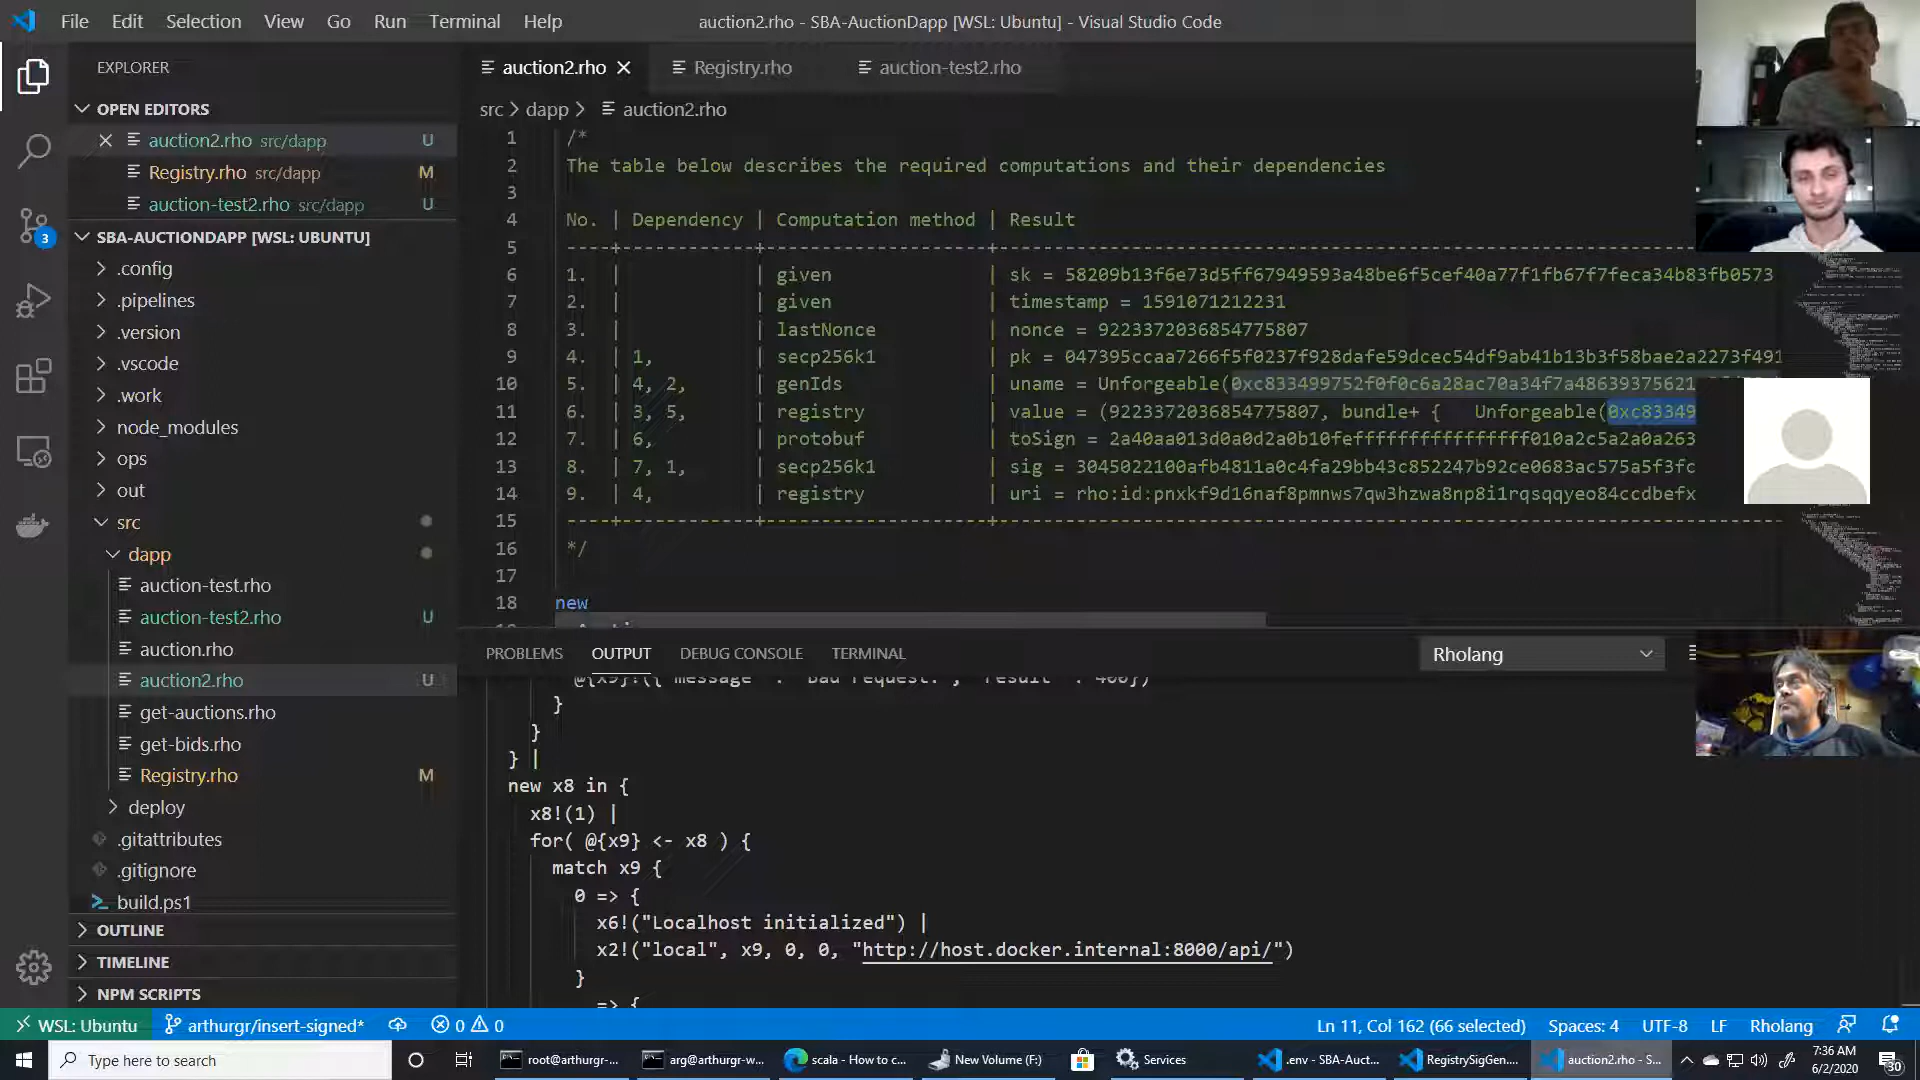 File Edit Selection View Go Run Terminal Help
auction2.rho - SBA-AuctionDapp [WSL: Ubuntu] - Visual Studio Code
EXPLORER
OPEN EDITORS
auction2.rho src/dapp U
Registry.rho src/dapp M
auction-test2.rho src/dapp U
SBA-AUCTIONDAPP [WSL: UBUNTU]
.config
.pipelines
.version
.vscode
.work
node_modules
ops
out
src
dapp
auction-test.rho
auction-test2.rho U
auction.rho
auction2.rho U
get-auctions.rho
get-bids.rho
Registry.rho M
deploy
.gitattributes
.gitignore
build.ps1
OUTLINE
TIMELINE
NPM SCRIPTS
3
auction2.rho Registry.rho auction-test2.rho
src > dapp > auction2.rho
1 /*
2 The table below describes the required computations and their dependencies
3
4 No. | Dependency | Computation method | Result
5 ----+------------+--------------------+---------------------------------------------------------------
6 1. | | given | sk = 58209b13f6e73d5ff67949593a48be6f5cef40a77f1fb67f7feca34b83fb0573
7 2. | | given | timestamp = 1591071212231
8 3. | | lastNonce | nonce = 9223372036854775807
9 4. | 1, | secp256k1 | pk = 047395ccaa7266f5f0237f928dafe59dcec54df9ab41b13b3f58bae2a2273f491
10 5. | 4, 2, | genIds | uname = Unforgeable(0xc833499752f0f0c6a28ac70a34f7a48639375621
11 6. | 3, 5, | registry | value = (9223372036854775807, bundle+ { Unforgeable(0xc83349
12 7. | 6, | protobuf | toSign = 2a40aa013d0a0d2a0b10feffffffffffffffff010a2c5a2a0a263
13 8. | 7, 1, | secp256k1 | sig = 3045022100afb4811a0c4fa29bb43c852247b92ce0683ac575a5f3fc
14 9. | 4, | registry | uri = rho:id:pnxkf9d16naf8pmnws7qw3hzwa8np8i1rqsqqyeo84ccdbefx
15 ----+------------+--------------------+---------------------------------------------------------------
16 */
17
18 new
PROBLEMS OUTPUT DEBUG CONSOLE TERMINAL Rholang
}
}
} |
new x8 in {
x8!(1) |
for( @{x9} <- x8 ) {
match x9 {
0 => {
x6!("Localhost initialized") |
x2!("local", x9, 0, 0, "http://host.docker.internal:8000/api/")
}
=> {
WSL: Ubuntu arthurgr/insert-signed* 0 0 Ln 11, Col 162 (66 selected) Spaces: 4 UTF-8 LF Rholang
Type here to search root@arthurgr-... arg@arthurgr-w... scala - How to c... New Volume (F:) Services .env - SBA-Auct... RegistrySigGen.... auction2.rho - S... 7:36 AM
6/2/2020
30